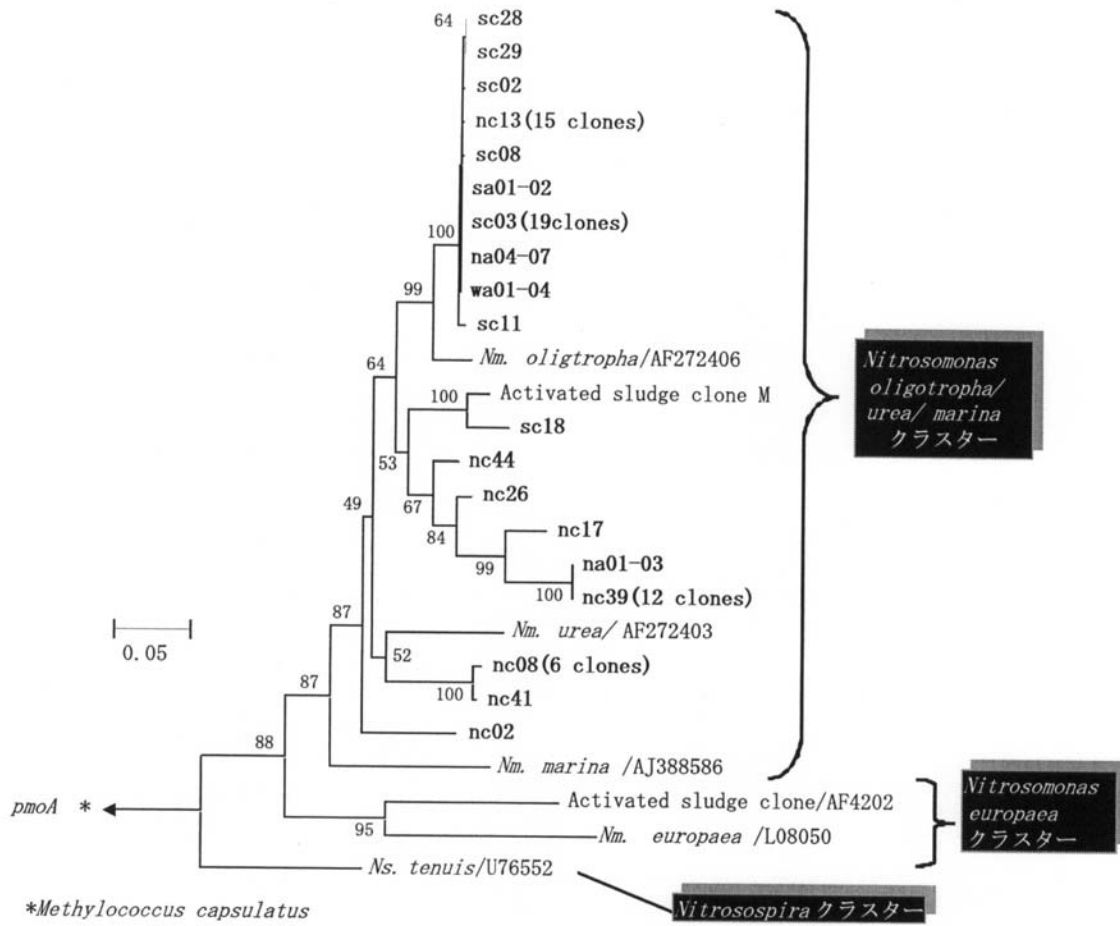 64
sc28
sc29
sc02
nc13(15 clones)
sc08
sa01-02
sc03(19clones)
100
na04-07
wa01-04
99
sc11
Nm. oligtropha/AF272406
64
Activated sludge clone M
100
sc18
53
nc44
nc26
67
49
84
nc17
99
na01-03
100
nc39(12 clones)
87
Nm. urea/ AF272403
52
nc08(6 clones)
87
100
nc41
nc02
88
Nm. marina /AJ388586
Activated sludge clone/AF4202
95
Nm. europaea /L08050
Ns. tenuis/U76552
0.05
pmoA *
*Methylococcus capsulatus
Nitrosomonas
oligotropha/
urea/ marina
クラスター
Nitrosomonas
europaea
クラスター
Nitrosospira クラスター